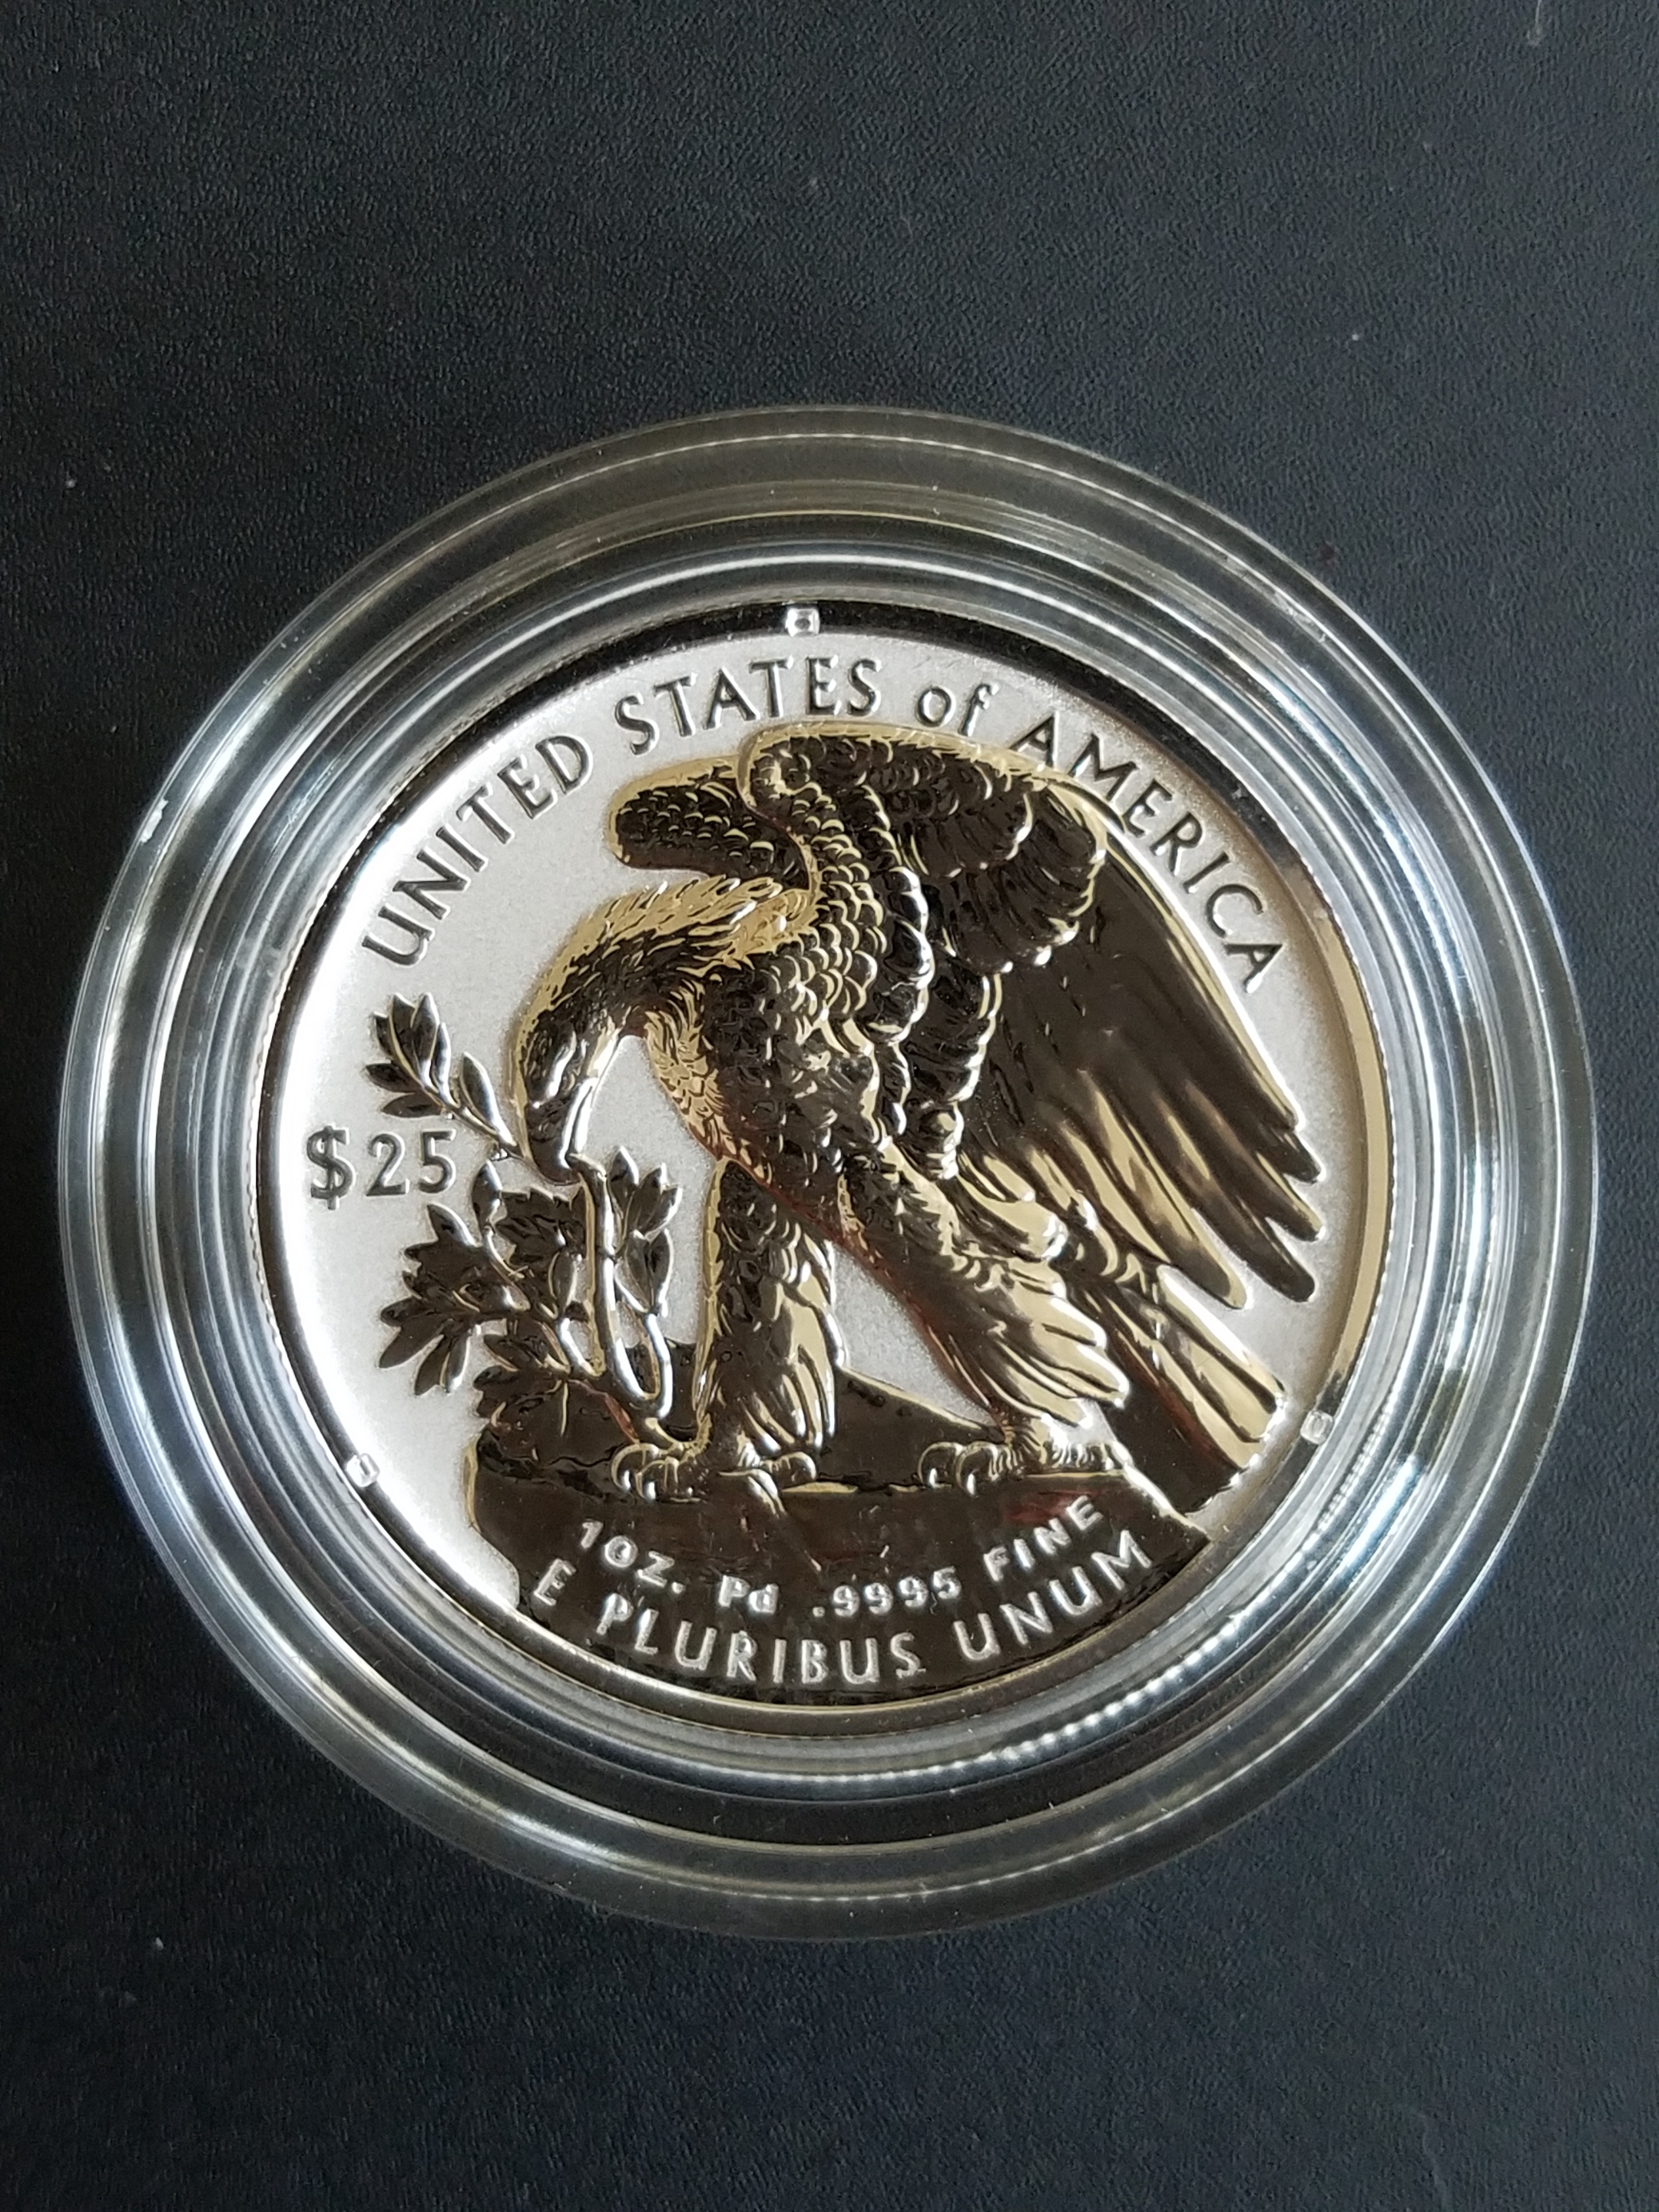 UNITED STATES of AMERICA
$25
1OZ. Pd .9995 FINE
E PLURIBUS UNUM